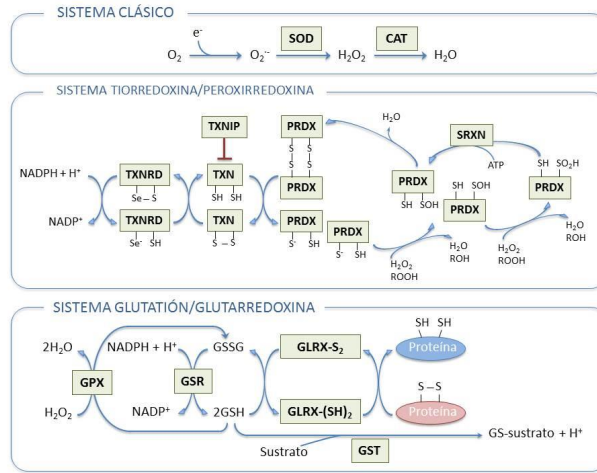 SISTEMA CLÁSICO
e-
SOD
CAT
O2
O2·-
H2O2
H2O
SISTEMA TIORREDOXINA/PEROXIRREDOXINA
TXNIP
PRDX
H2O
SRXN
S
S
ATP
SH SO2H
NADPH + H+
TXNRD
TXN
S
S
PRDX
SH SOH
PRDX
Se – S
SH SH
PRDX
SH SOH
PRDX
NADP+
TXNRD
TXN
PRDX
PRDX
H2O
ROH
H2O
ROH
Se- SH
S – S
S- SH
S- SH
H2O2
ROOH
H2O2
ROOH
SISTEMA GLUTATIÓN/GLUTARREDOXINA
SH SH
2H2O
NADPH + H+
GSSG
GLRX-S2
Proteína
GPX
GSR
S – S
H2O2
NADP+
2GSH
GLRX-(SH)2
Proteína
GS-sustrato + H+
Sustrato
GST